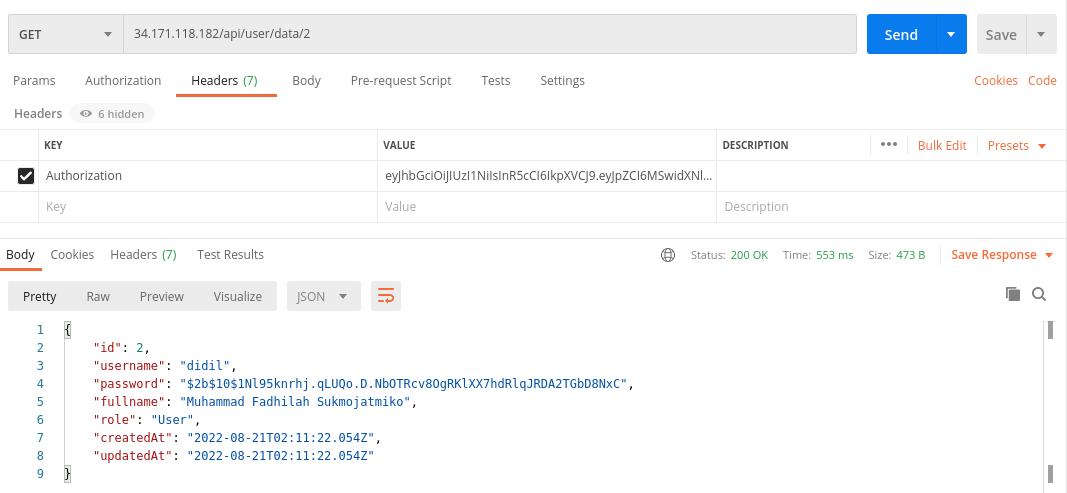 GET 34.171.118.182/api/user/data/2 Send Save
Params Authorization Headers (7) Body Pre-request Script Tests Settings Cookies Code
Headers 6 hidden
KEY VALUE DESCRIPTION ••• Bulk Edit Presets
Authorization eyJhbGciOiJIUzI1NiIsInR5cCI6IkpXVCJ9.eyJpZCI6MSwidXNl...
Key Value Description
Body Cookies Headers (7) Test Results Status: 200 OK Time: 553 ms Size: 473 B Save Response
Pretty Raw Preview Visualize JSON
1 {
2 "id": 2,
3 "username": "didil",
4 "password": "$2b$10$1Nl95knrhj.qLUQo.D.NbOTRcv8OgRKlXX7hdRlqJRDA2TGbD8NxC",
5 "fullname": "Muhammad Fadhilah Sukmojatmiko",
6 "role": "User",
7 "createdAt": "2022-08-21T02:11:22.054Z",
8 "updatedAt": "2022-08-21T02:11:22.054Z"
9 }